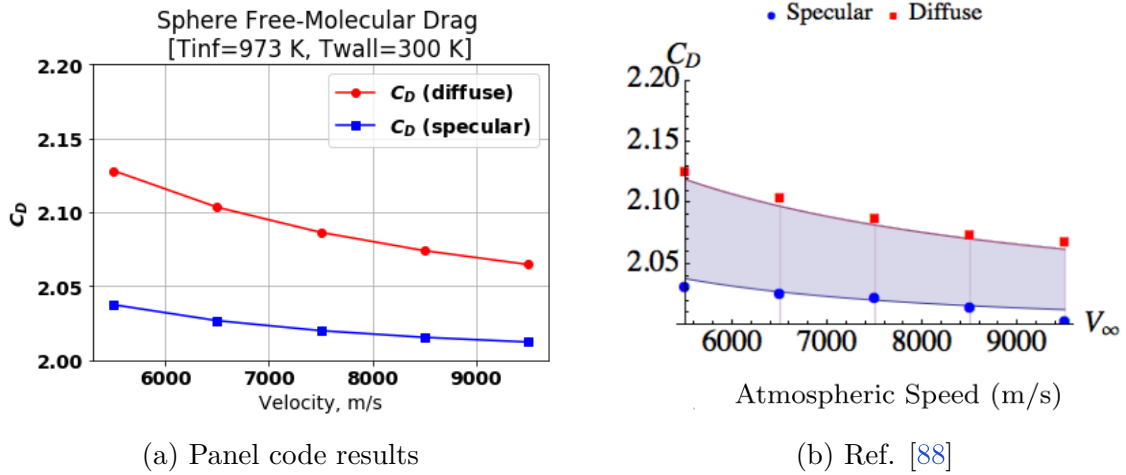 Sphere Free-Molecular Drag
[Tinf=973 K, Twall=300 K]
2.20
2.15
2.10
2.05
2.00
C_D
C_D (diffuse)
C_D (specular)
6000 7000 8000 9000
Velocity, m/s
(a) Panel code results
Specular Diffuse
C_D
2.20
2.15
2.10
2.05
6000 7000 8000 9000
V_∞
Atmospheric Speed (m/s)
(b) Ref. [88]